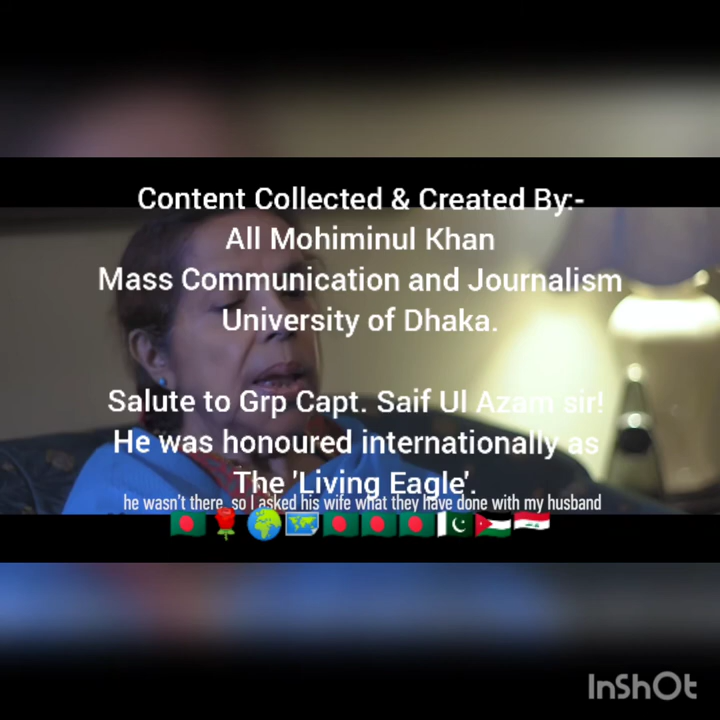 Content Collected & Created By:-
All Mohiminul Khan
Mass Communication and Journalism
University of Dhaka.
Salute to Grp Capt. Saif Ul Azam sir!
He was honoured internationally as
The 'Living Eagle'.
he wasn't there, so I asked his wife what they have done with my husband
InShOt